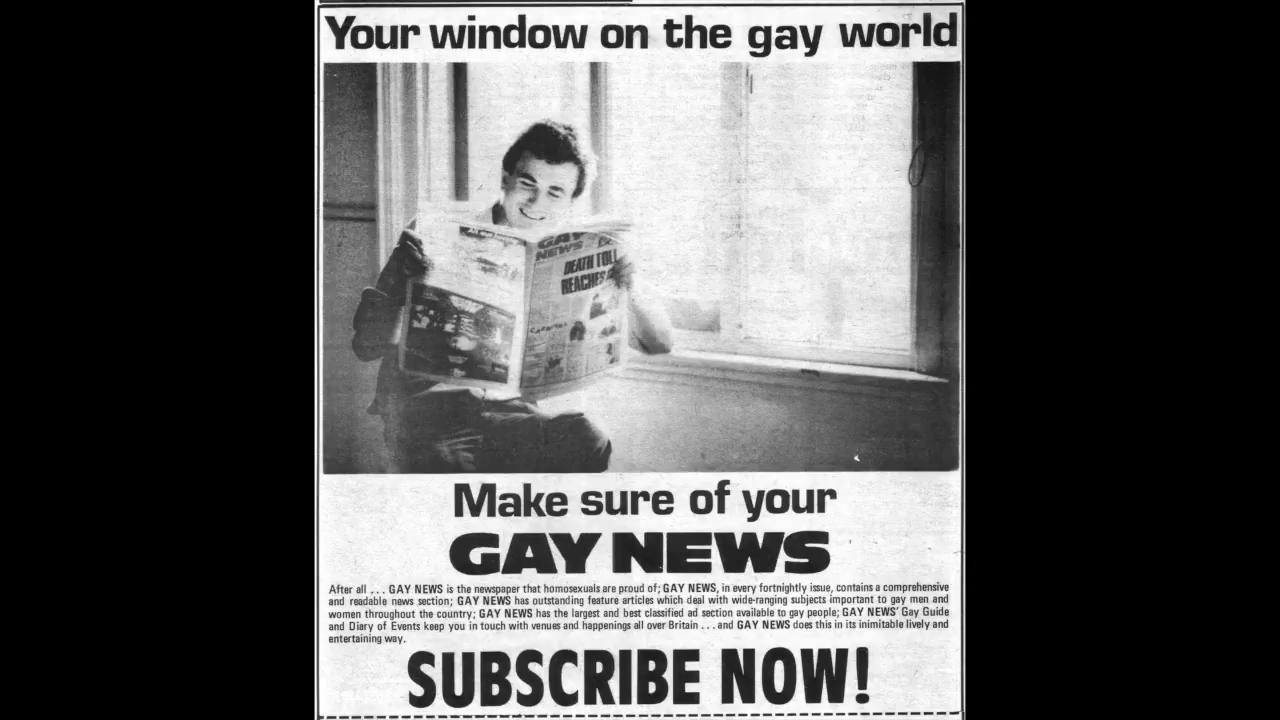 Your window on the gay world
GAY
NEWS
DEATH TOLL
REACHES
Make sure of your
GAY NEWS
After all . . . GAY NEWS is the newspaper that homosexuals are proud of; GAY NEWS, in every fortnightly issue, contains a comprehensive
and readable news section; GAY NEWS has outstanding feature articles which deal with wide-ranging subjects important to gay men and
women throughout the country; GAY NEWS has the largest and best classified ad section available to gay people; GAY NEWS' Gay Guide
and Diary of Events keep you in touch with venues and happenings all over Britain . . . and GAY NEWS does this in its inimitable lively and
entertaining way.
SUBSCRIBE NOW!